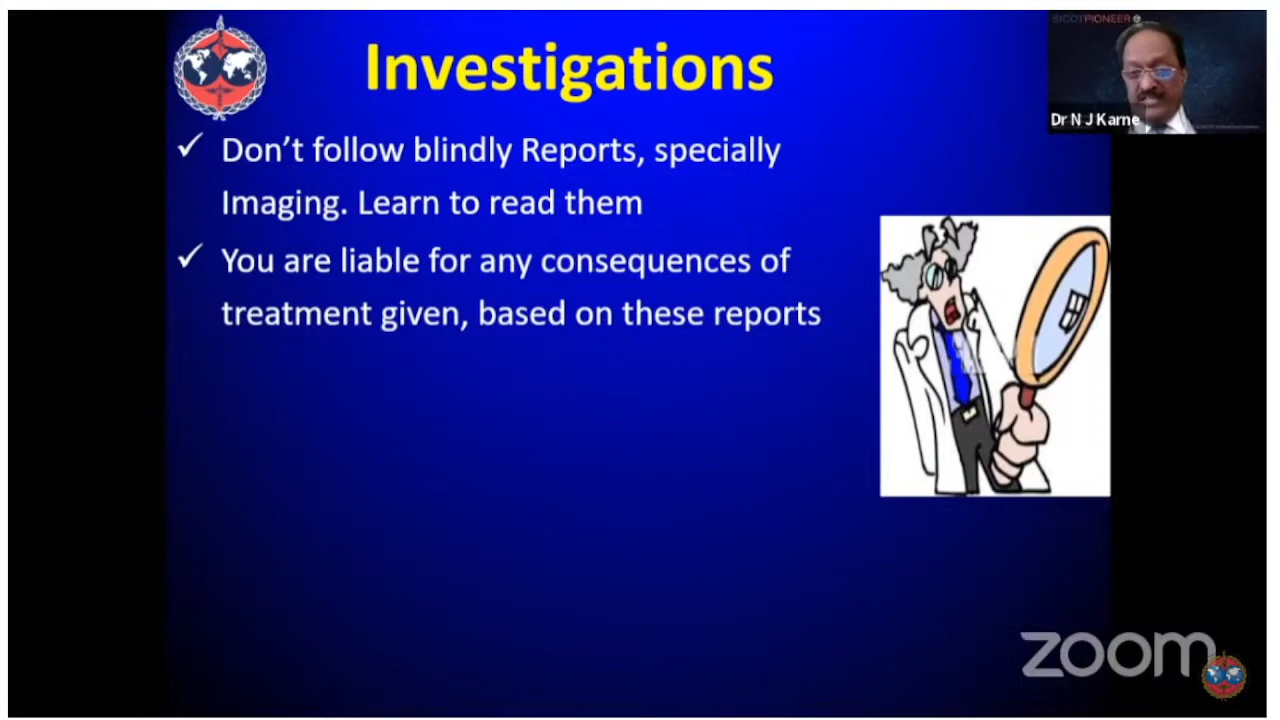 Investigations
SICOTPIONEER
Dr N J Karne
✓ Don't follow blindly Reports, specially
Imaging. Learn to read them
✓ You are liable for any consequences of
treatment given, based on these reports
zoom